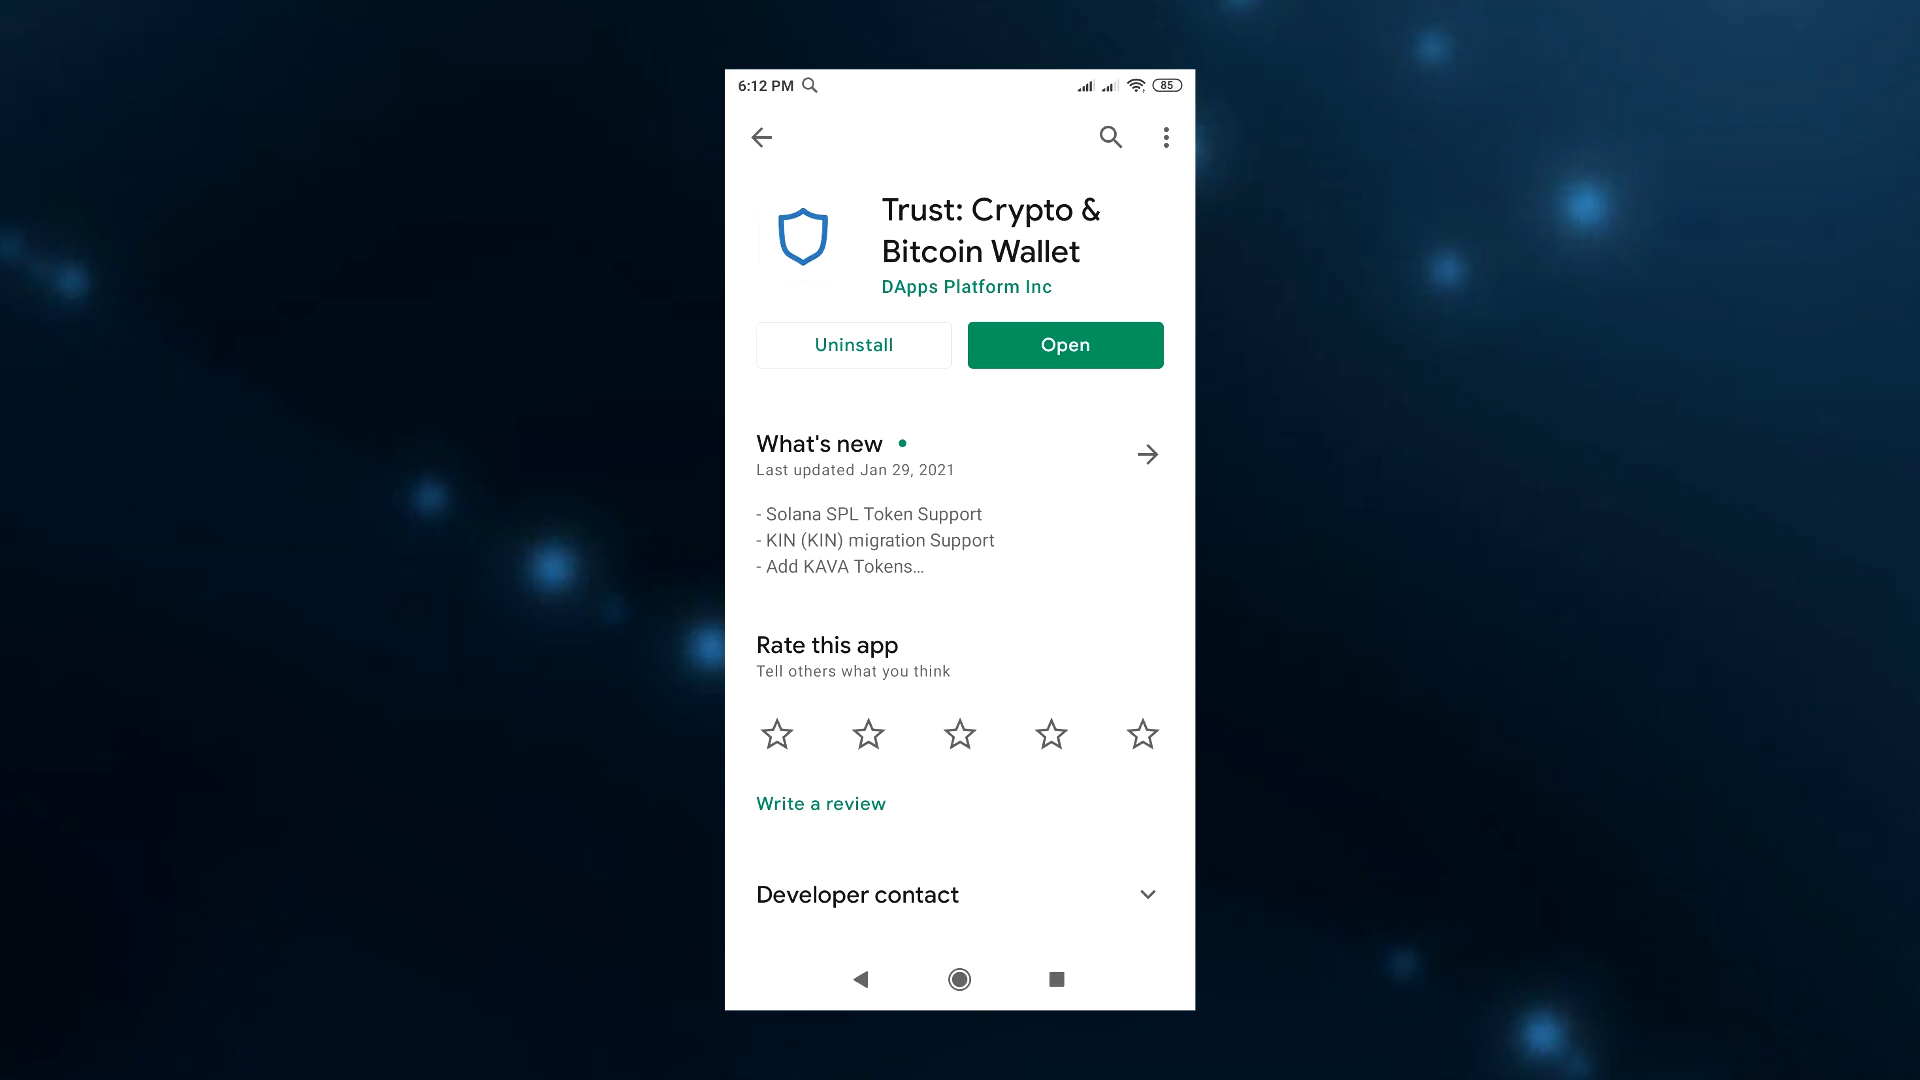 6:12 PM
85
Trust: Crypto &
Bitcoin Wallet
DApps Platform Inc
Uninstall
Open
What's new
Last updated Jan 29, 2021
- Solana SPL Token Support
- KIN (KIN) migration Support
- Add KAVA Tokens...
Rate this app
Tell others what you think
Write a review
Developer contact